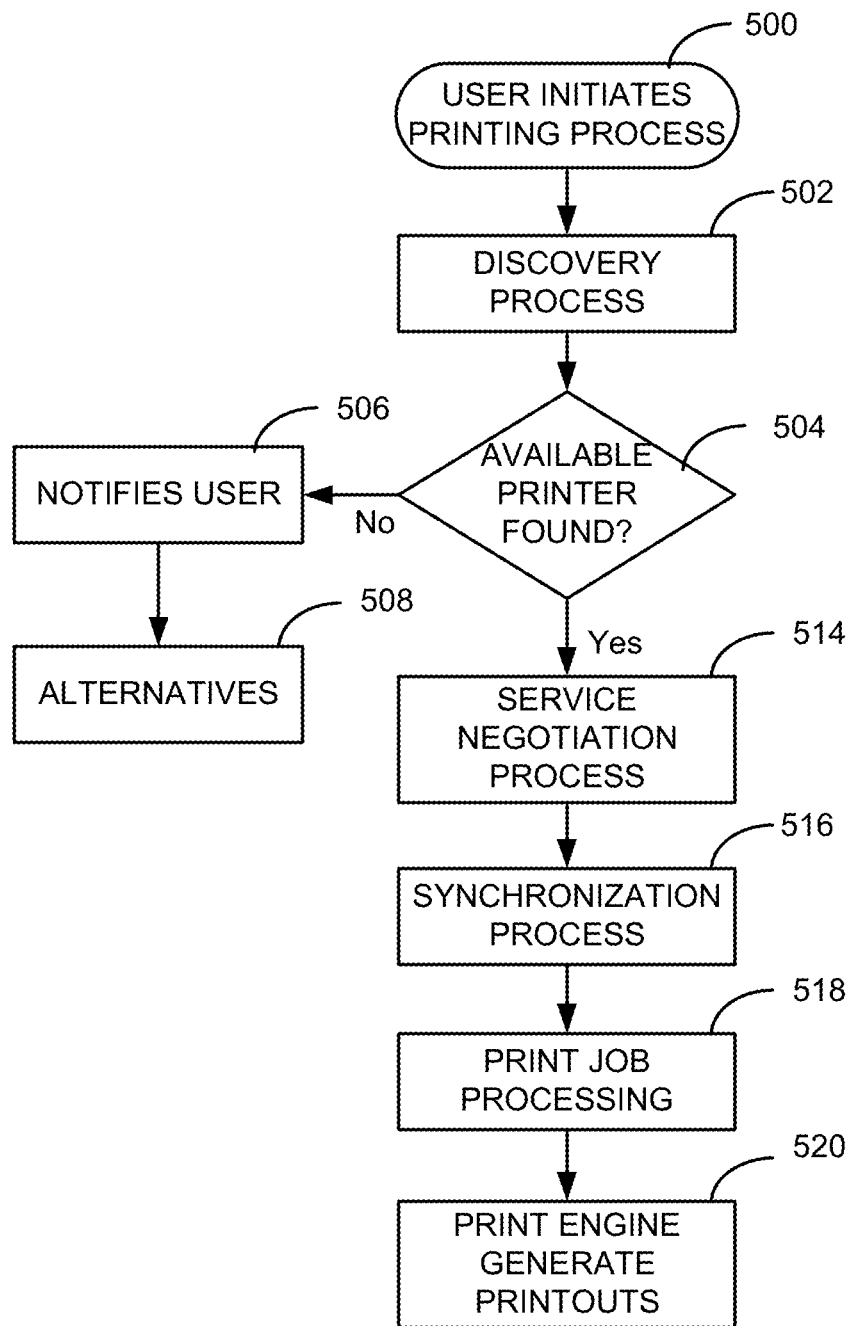 500
USER INITIATES
PRINTING PROCESS
502
DISCOVERY
PROCESS
504
AVAILABLE
PRINTER
FOUND?
506
NOTIFIES USER
No
508
ALTERNATIVES
Yes
514
SERVICE
NEGOTIATION
PROCESS
516
SYNCHRONIZATION
PROCESS
518
PRINT JOB
PROCESSING
520
PRINT ENGINE
GENERATE
PRINTOUTS